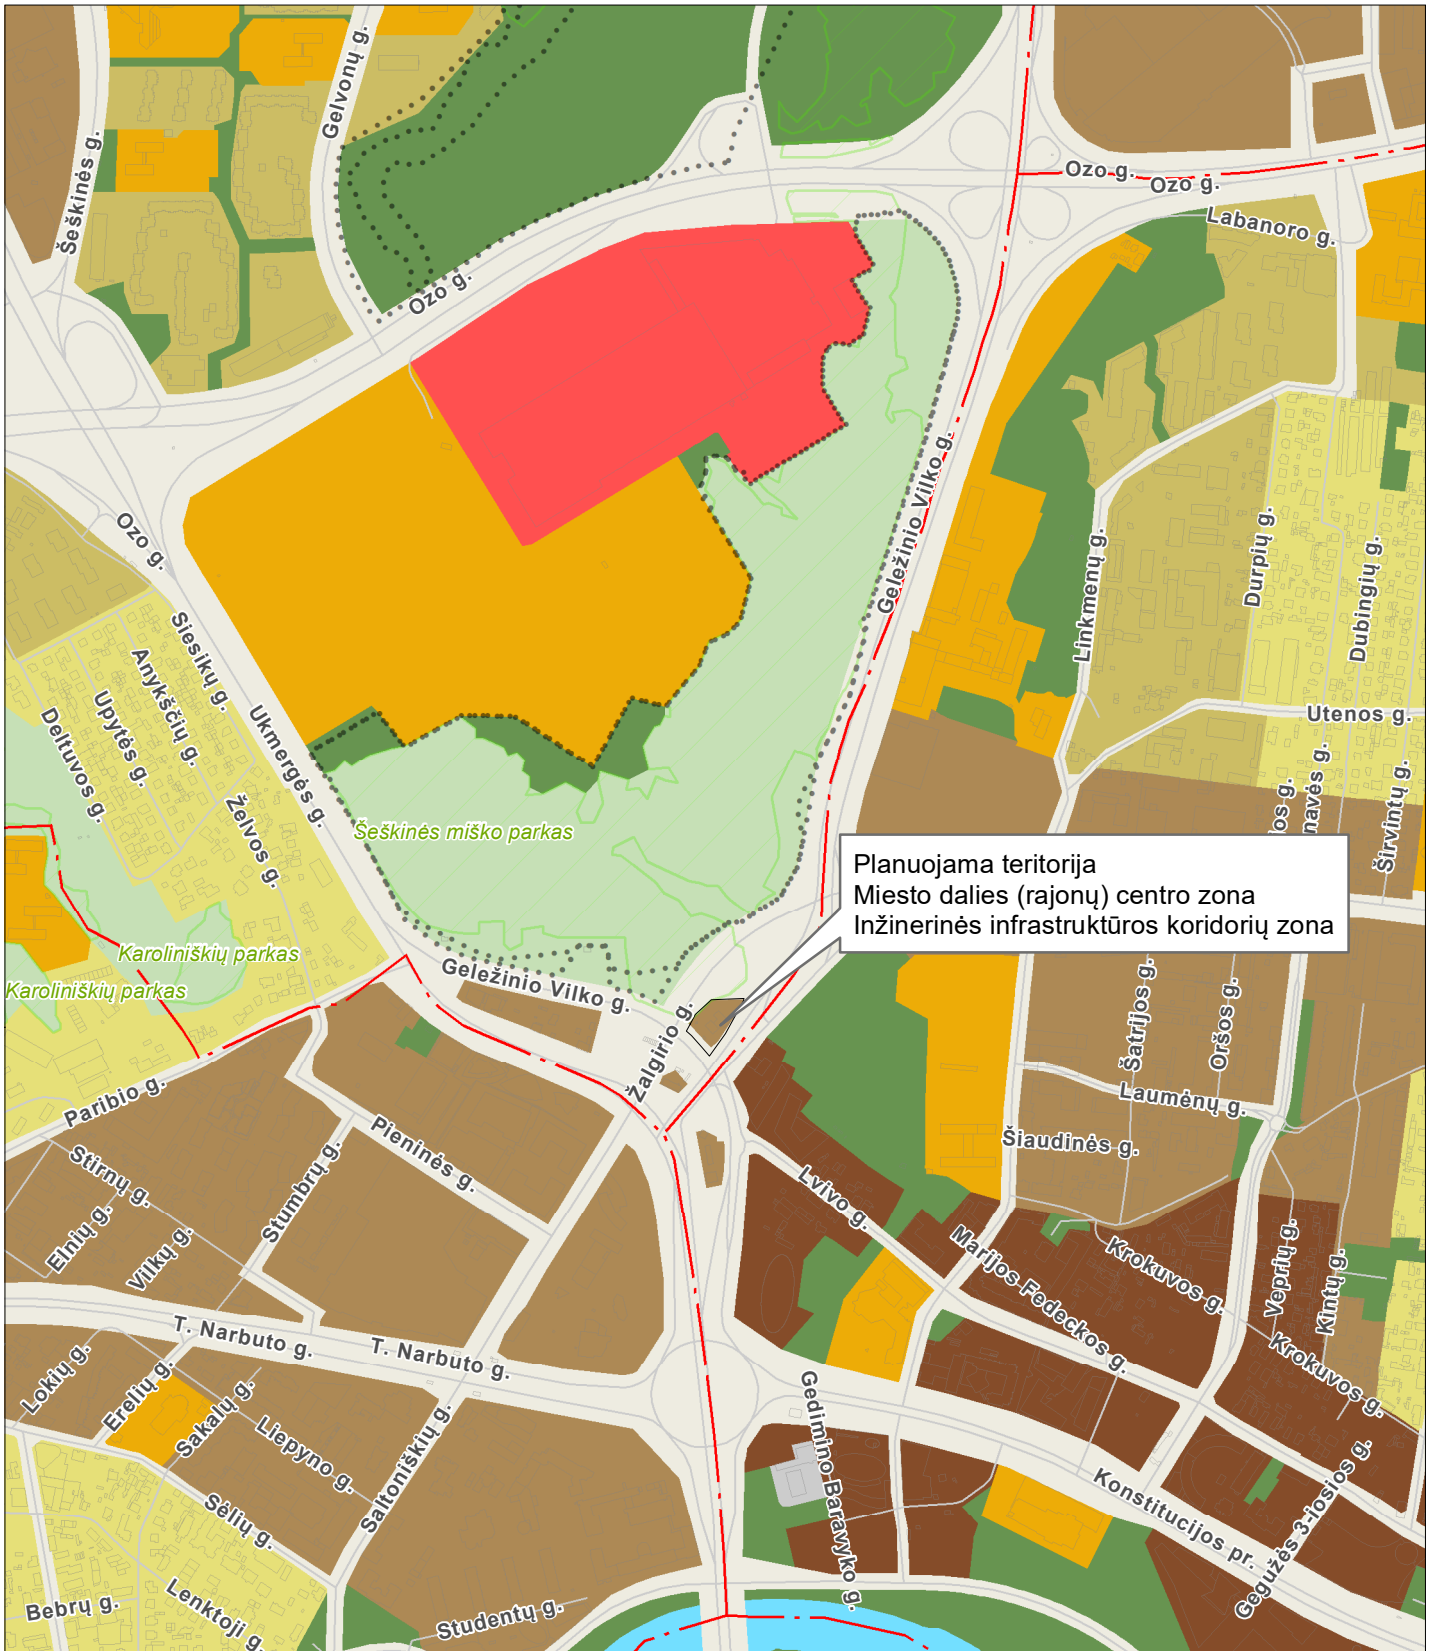 Gelvonų g.
Šeškinės g.
Ozo g.
Ozo g.
Labanoro g.
Ozo g.
Geležinio Vilko g.
Ozo g.
Durpių g.
Dubingių g.
Linkmenų g.
Siesikų g.
Anykščių g.
Upytės g.
Deltuvos g.
Ukmergės g.
Utenos g.
Želvos g.
Šeškinės miško parkas
ios g.
navės g.
Širvintų g.
Planuojama teritorija
Miesto dalies (rajonų) centro zona
Inžinerinės infrastruktūros koridorių zona
Karoliniškių parkas
Karoliniškių parkas
Geležinio Vilko g.
Žalgirio g.
Šatrijos g.
Oršos g.
Paribio g.
Laumėnų g.
Pieninės g.
Šiaudinės g.
Stirnų g.
Stumbrų g.
Elnių g.
Vilkų g.
Lvivo g.
Marijos Fedeckos g.
Krokuvos g.
Veprių g.
Kintų g.
T. Narbuto g.
T. Narbuto g.
Krokuvos g.
Lokių g.
Erelių g.
Sakalų g.
Liepyno g.
Saltoniškių g.
Gedimino Baravyko g.
Konstitucijos pr.
Gegužės 3-iosios g.
Sėlių g.
Lenktoji g.
Bebrų g.
Studentų g.